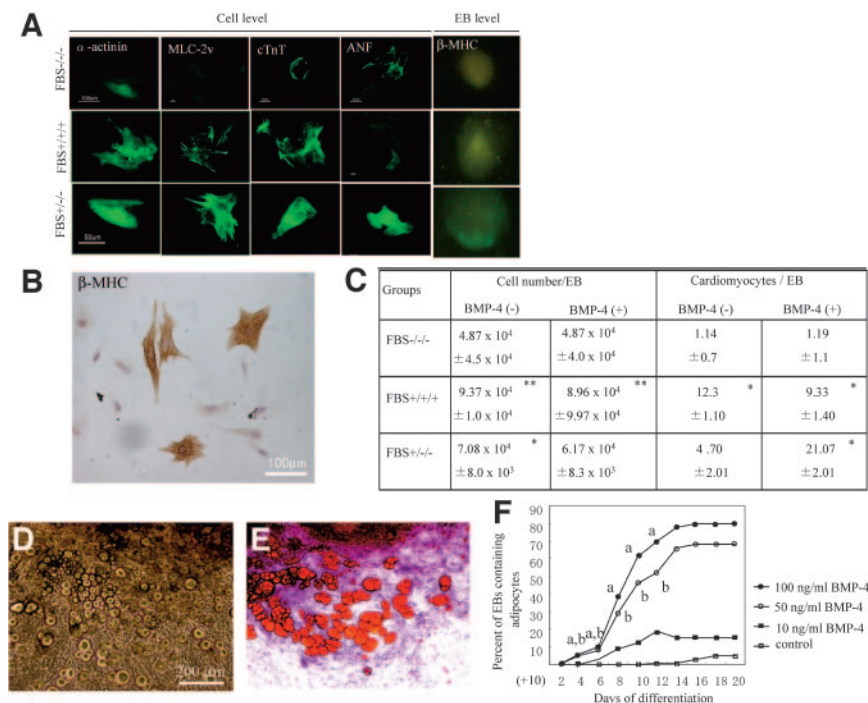 A
Cell level
EB level
α-actinin MLC-2v cTnT ANF β-MHC
FBS-/-/-
100μm
FBS+/+/+
FBS+/-/-
50um
B
β-MHC
100μm
C
Groups
Cell number/EB
Cardiomyocytes / EB
BMP-4 (-) BMP-4 (+) BMP-4 (-) BMP-4 (+)
FBS-/-/-
4.87 x 10⁴ 4.87 x 10⁴ 1.14 1.19
±4.5 x 10⁴ ±4.0 x 10⁴ ±0.7 ±1.1
FBS+/+/+
9.37 x 10⁴ ** 8.96 x 10⁴ ** 12.3 * 9.33 *
±1.0 x 10⁴ ±9.97 x 10⁴ ±1.10 ±1.40
FBS+/-/-
7.08 x 10⁴ * 6.17 x 10⁴ 4.70 21.07 *
±8.0 x 10³ ±8.3 x 10³ ±2.01 ±2.01
D
200 μm
E
F
Percent of EBs containing
adipocytes
90
80
70
60
50
40
30
20
10
a,b a,b a a a
b b b
100 ng/ml BMP-4
50 ng/ml BMP-4
10 ng/ml BMP-4
control
(+10) 2 4 6 8 10 12 14 16 18 20
Days of differentiation